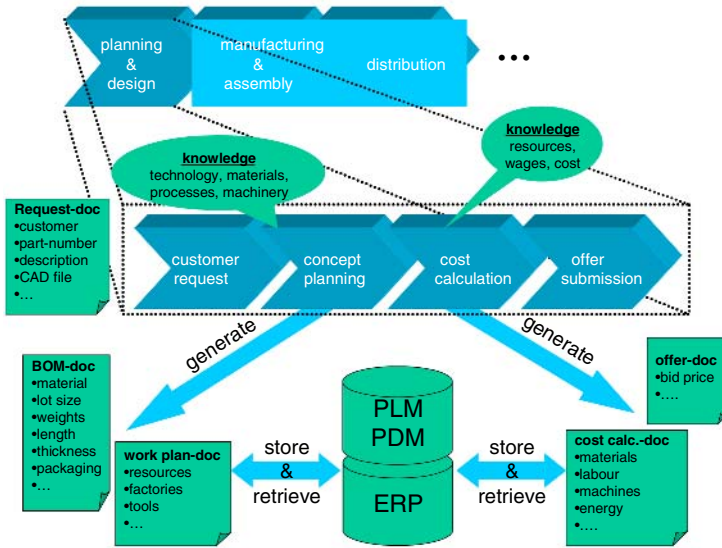 planning
&
design
manufacturing
&
assembly
distribution
...
knowledge
resources,
wages, cost
knowledge
technology, materials,
processes, machinery
Request-doc
•customer
•part-number
•description
•CAD file
•...
customer
request
concept
planning
cost
calculation
offer
submission
generate
generate
BOM-doc
•material
•lot size
•weights
•length
•thickness
•packaging
•...
work plan-doc
•resources
•factories
•tools
•...
store
&
retrieve
PLM
PDM
ERP
store
&
retrieve
offer-doc
•bid price
•....
cost calc.-doc
•materials
•labour
•machines
•energy
•....